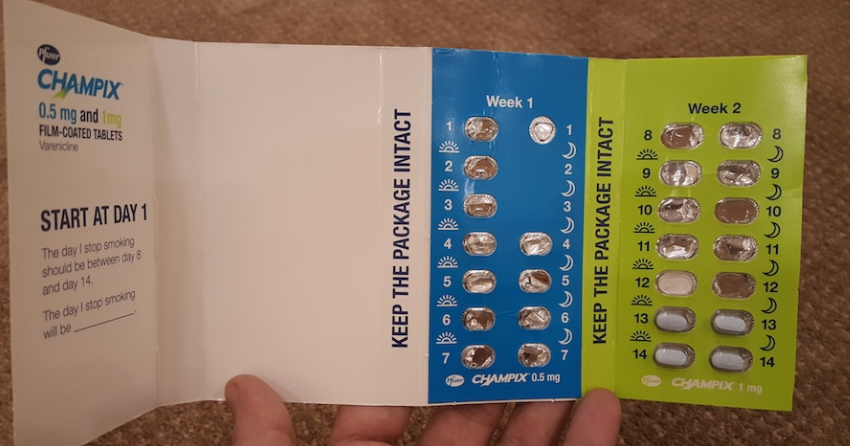 Pfizer
CHAMPIX
0.5 mg and 1mg
FILM-COATED TABLETS
Varenicline
START AT DAY 1
The day I stop smoking
should be between day 8
and day 14.
The day I stop smoking
will be ___________.
KEEP THE PACKAGE INTACT
Week 1
1 1
2 2
3 3
4 4
5 5
6 6
7 7
Pfizer CHAMPIX 0.5 mg
KEEP THE PACKAGE INTACT
Week 2
8 8
9 9
10 10
11 11
12 12
13 13
14 14
Pfizer CHAMPIX 1 mg